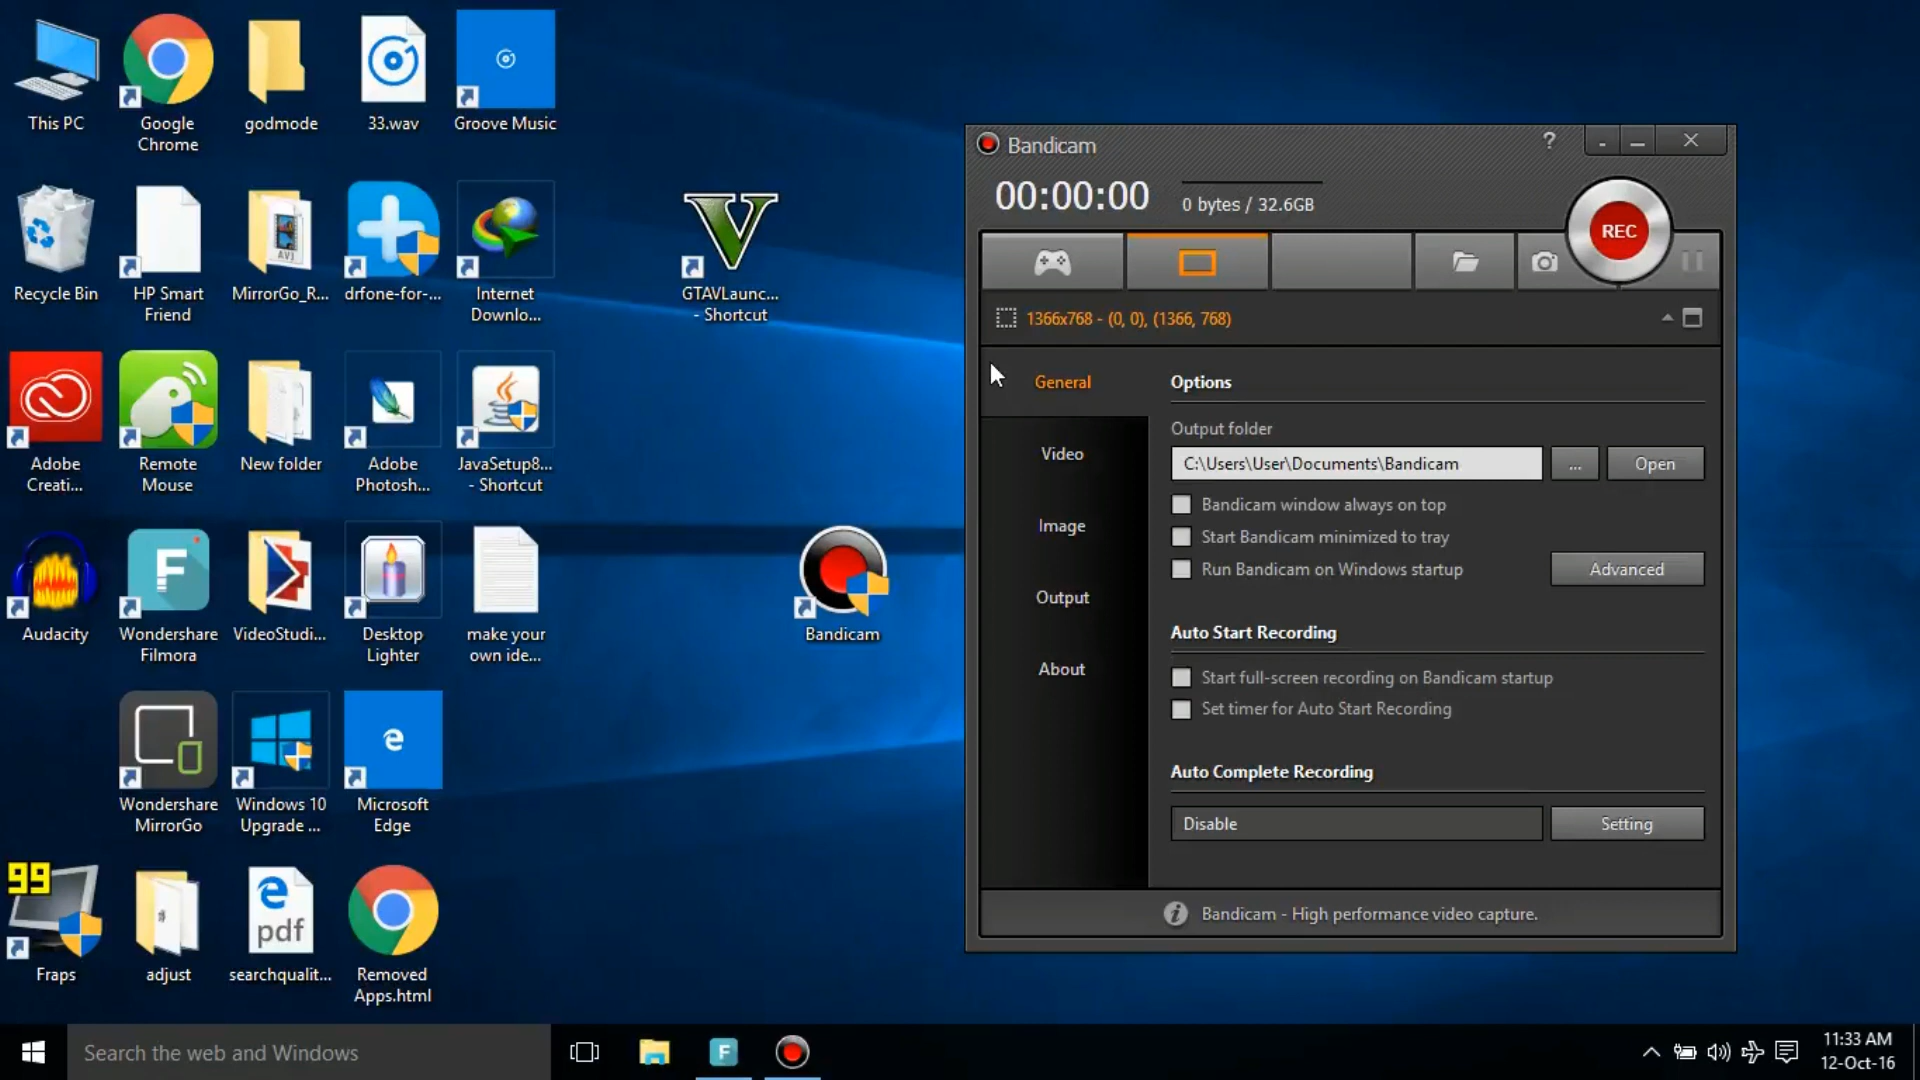 This PC
Google
Chrome
godmode
33.wav
Groove Music
Recycle Bin
HP Smart
Friend
MirrorGo_R...
drfone-for-...
Internet
Downlo...
GTAVLaunc...
- Shortcut
Adobe
Creati...
Remote
Mouse
New folder
Adobe
Photosh...
JavaSetup8...
- Shortcut
Audacity
Wondershare
Filmora
VideoStudi...
Desktop
Lighter
make your
own ide...
Bandicam
Wondershare
MirrorGo
Windows 10
Upgrade ...
Microsoft
Edge
99
Fraps
adjust
pdf
searchqualit...
Removed
Apps.html
Bandicam
?
00:00:00
0 bytes / 32.6GB
REC
1366x768 - (0, 0), (1366, 768)
General
Video
Image
Output
About
Options
Output folder
C:\Users\User\Documents\Bandicam
...
Open
Bandicam window always on top
Start Bandicam minimized to tray
Run Bandicam on Windows startup
Advanced
Auto Start Recording
Start full-screen recording on Bandicam startup
Set timer for Auto Start Recording
Auto Complete Recording
Disable
Setting
Bandicam - High performance video capture.
Search the web and Windows
11:33 AM
12-Oct-16